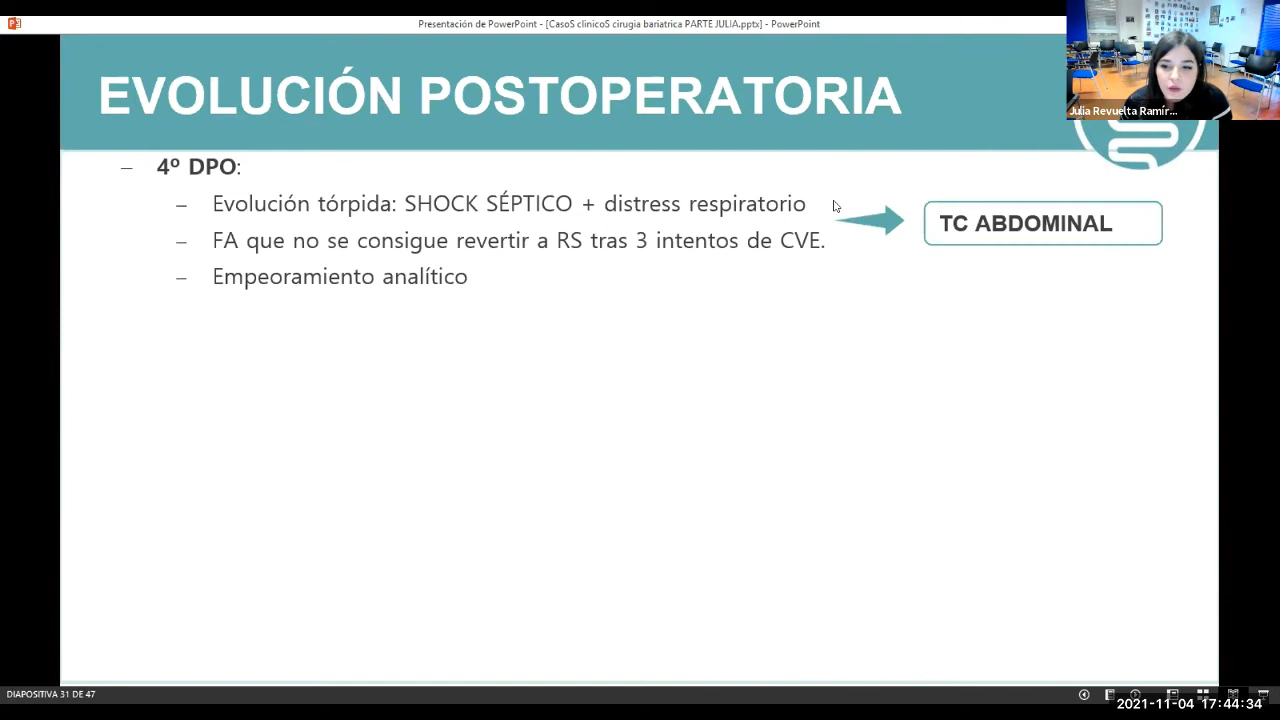 Presentación de PowerPoint - [CasoS clinicoS cirugia bariatrica PARTE JULIA.pptx] - PowerPoint
EVOLUCIÓN POSTOPERATORIA
Julia Revuelta Ramír...
– 4º DPO:
– Evolución tórpida: SHOCK SÉPTICO + distress respiratorio
TC ABDOMINAL
– FA que no se consigue revertir a RS tras 3 intentos de CVE.
– Empeoramiento analítico
DIAPOSITIVA 31 DE 47
2021-11-04 17:44:34